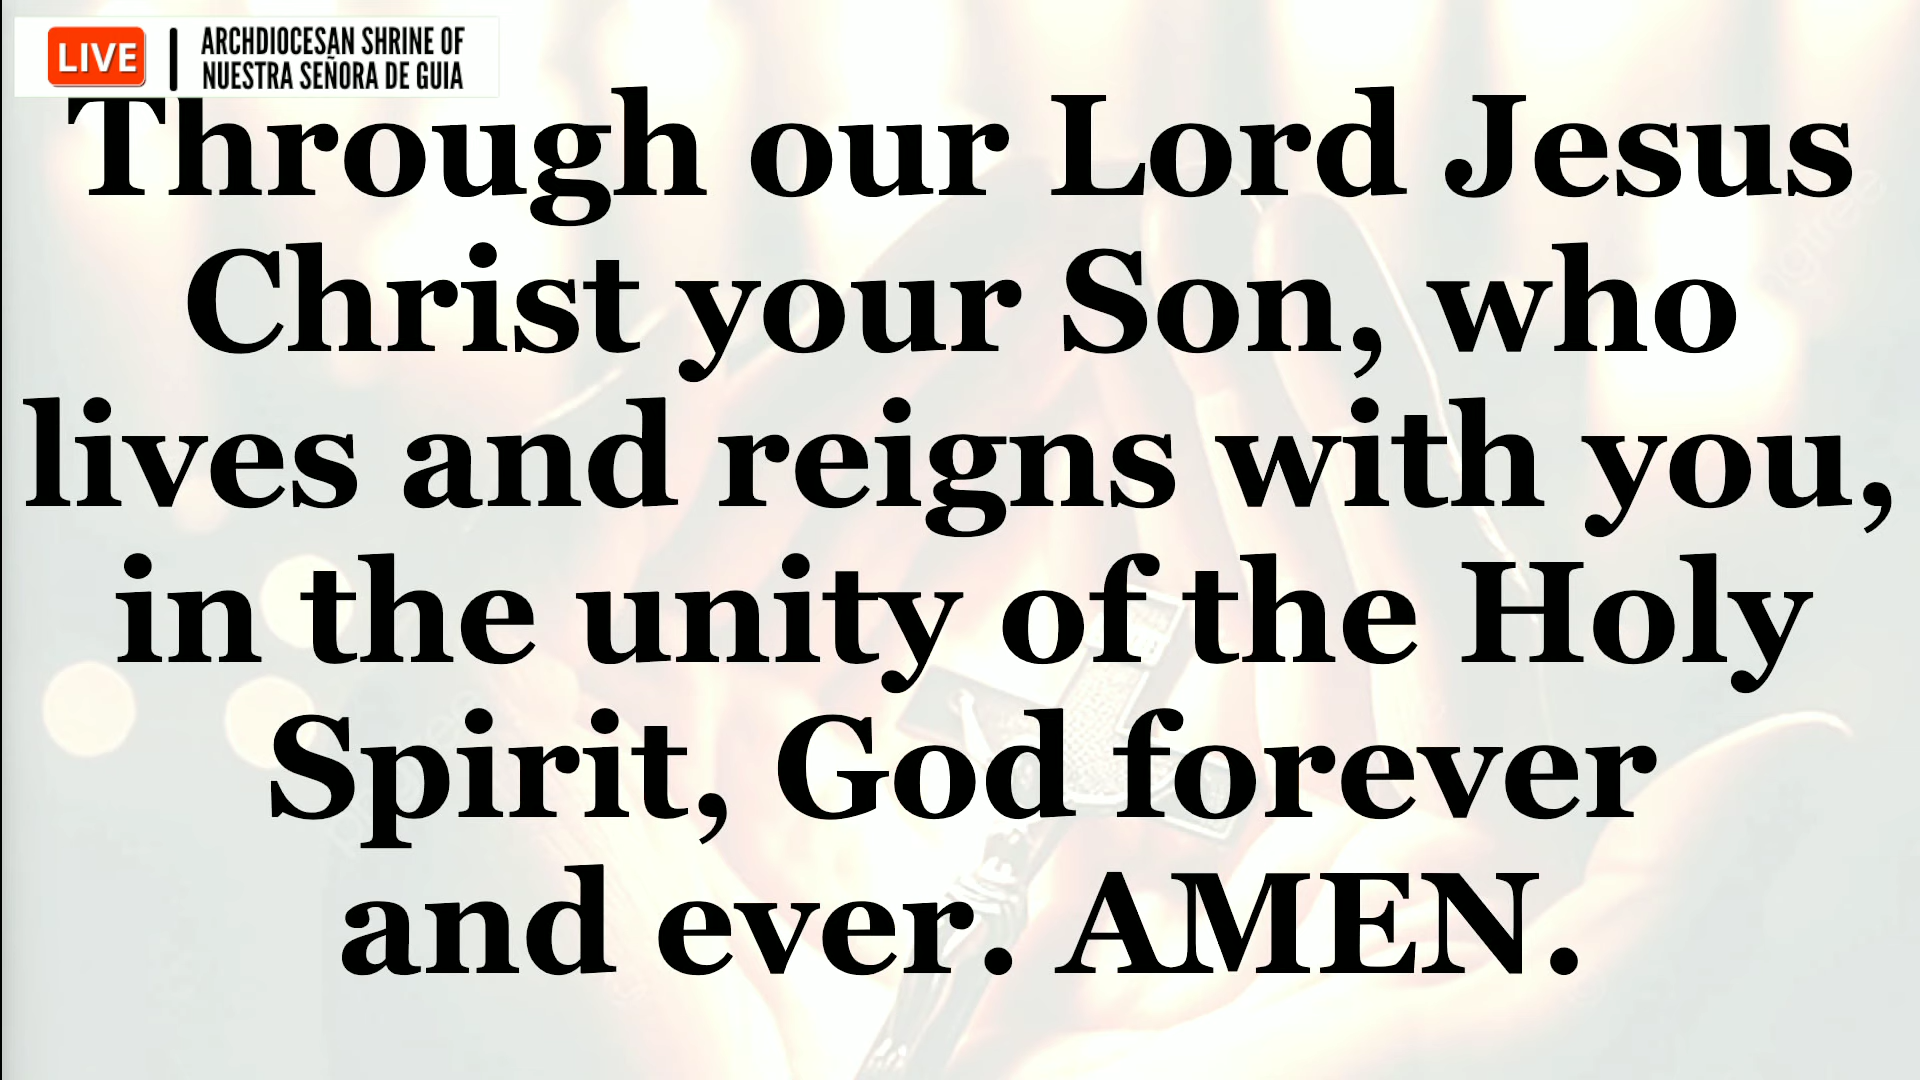 LIVE
ARCHDIOCESAN SHRINE OF
NUESTRA SEÑORA DE GUIA
Through our Lord Jesus
Christ your Son, who
lives and reigns with you,
in the unity of the Holy
Spirit, God forever
and ever. AMEN.